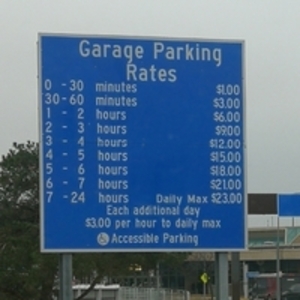 Garage Parking
Rates
0 - 30 minutes $1.00
30 - 60 minutes $3.00
1 - 2 hours $6.00
2 - 3 hours $9.00
3 - 4 hours $12.00
4 - 5 hours $15.00
5 - 6 hours $18.00
6 - 7 hours $21.00
7 - 24 hours Daily Max $23.00
Each additional day
$3.00 per hour to daily max
Accessible Parking